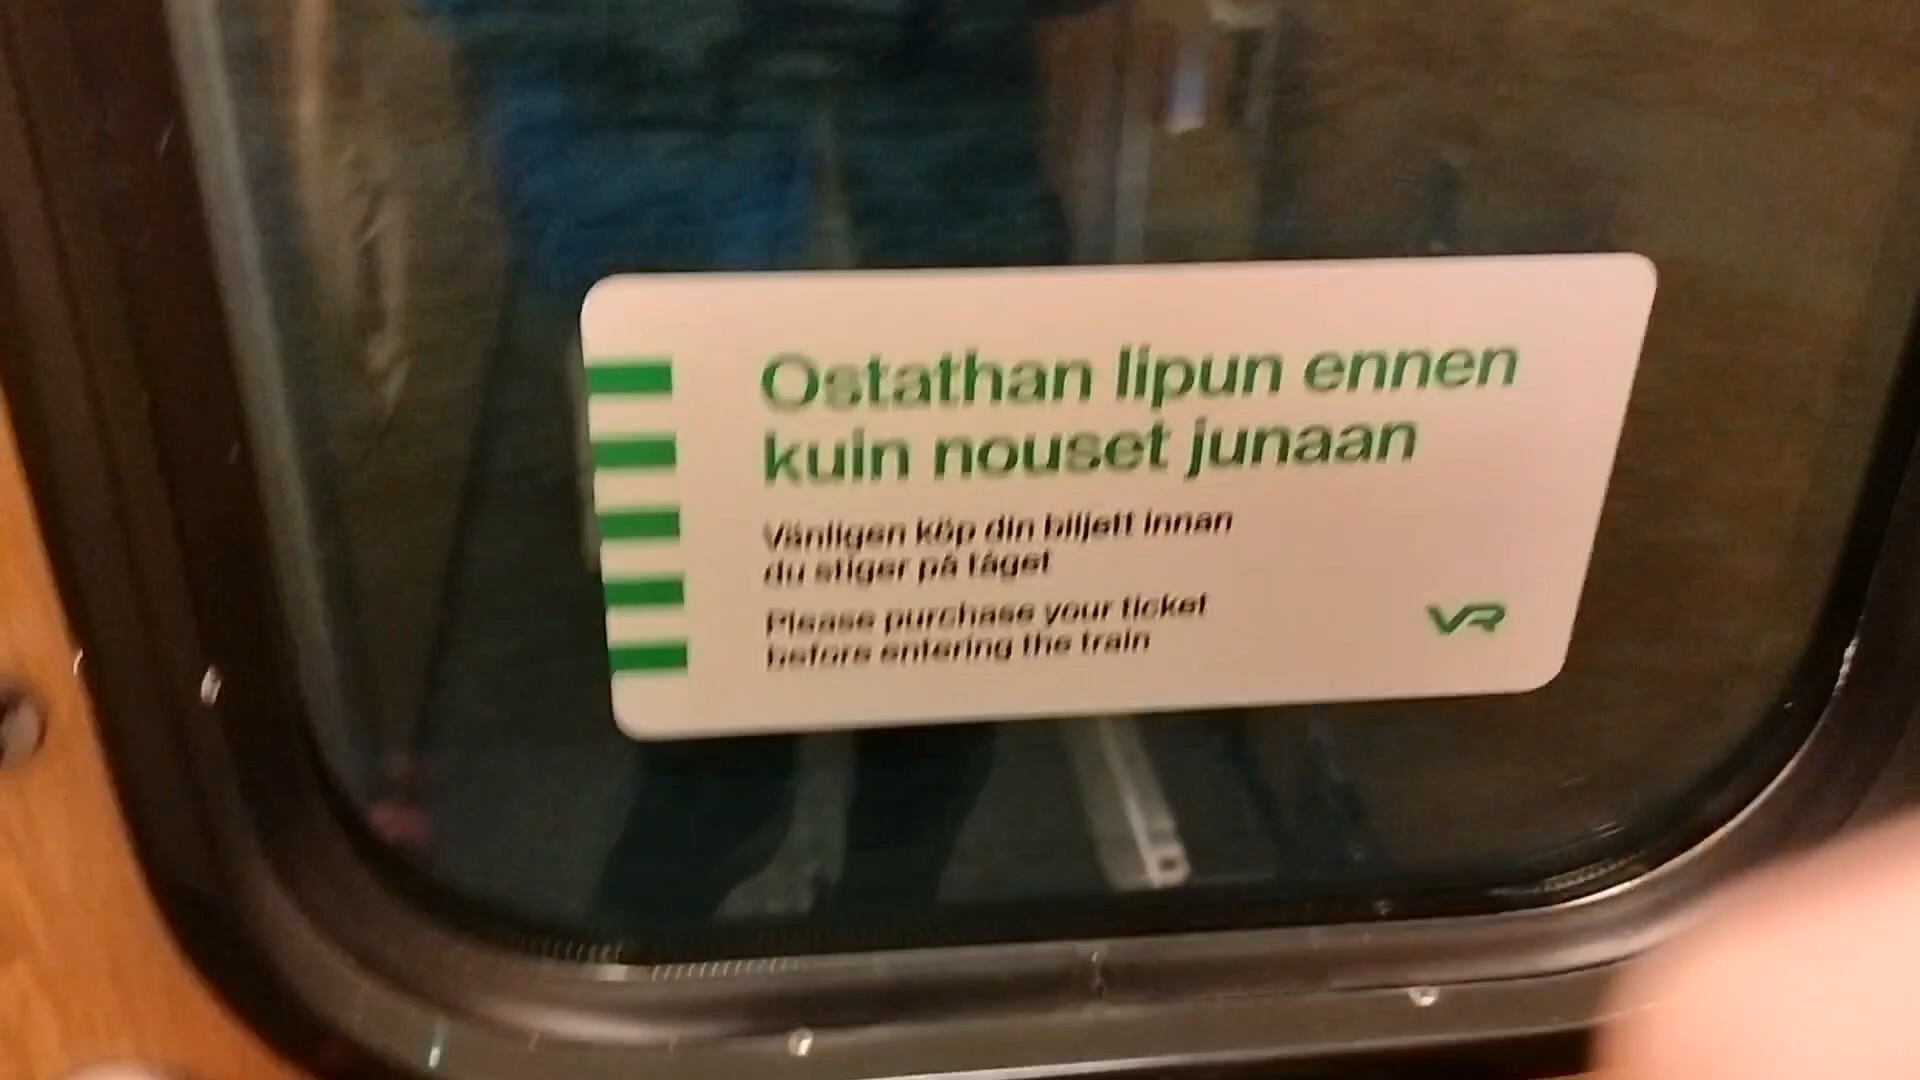 Ostathan lipun ennen
kuin nouset junaan
Vänligen köp din biljett innan
du stiger på tåget
Please purchase your ticket
before entering the train
VR